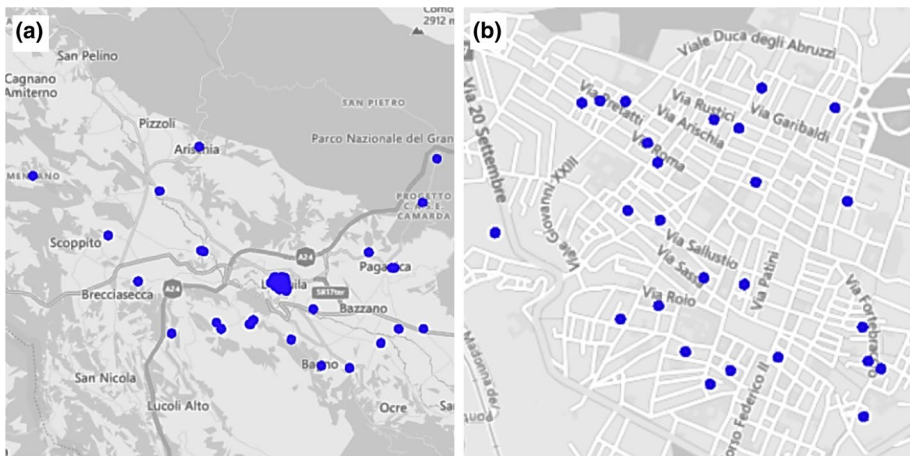 (a)
Como
2912 m
San Pelino
Cagnano
Amiterno
SAN PIETRO
Pizzoli
Parco Nazionale del Gran
Arischia
PROGETTO
C.A.S.E.
CAMARDA
Scoppito
A24
Paganica
L'Aquila
A24
SS17ter
Brecciasecca
Bazzano
Bagno
San Nicola
Lucoli Alto
Ocre
(b)
Viale Duca degli Abruzzi
Via 20 Settembre
Via Pretatti
Via Rustici
Via Garibaldi
Via Arischia
Via Roma
Viale Giovanni XXIII
Via Sallustio
Via Sassa
Via Patini
Via Roio
Via Fortebraccio
Corso Federico II
Madonna del
Ponte